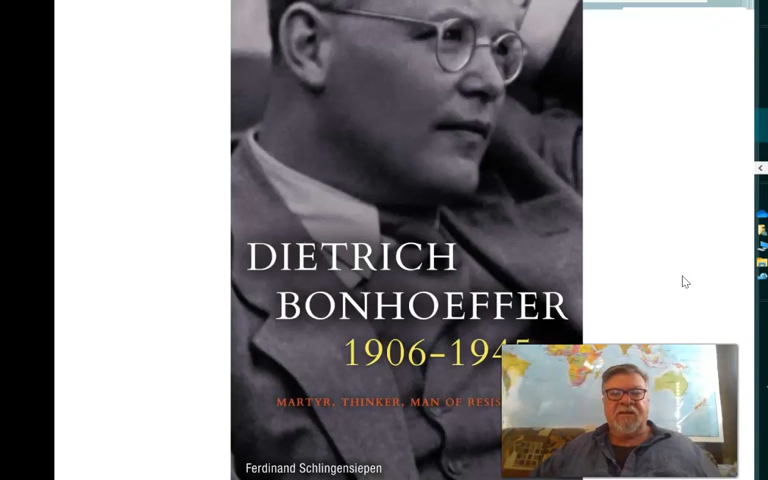 DIETRICH
BONHOEFFER
1906–194
MARTYR, THINKER, MAN OF RESIS
Ferdinand Schlingensiepen